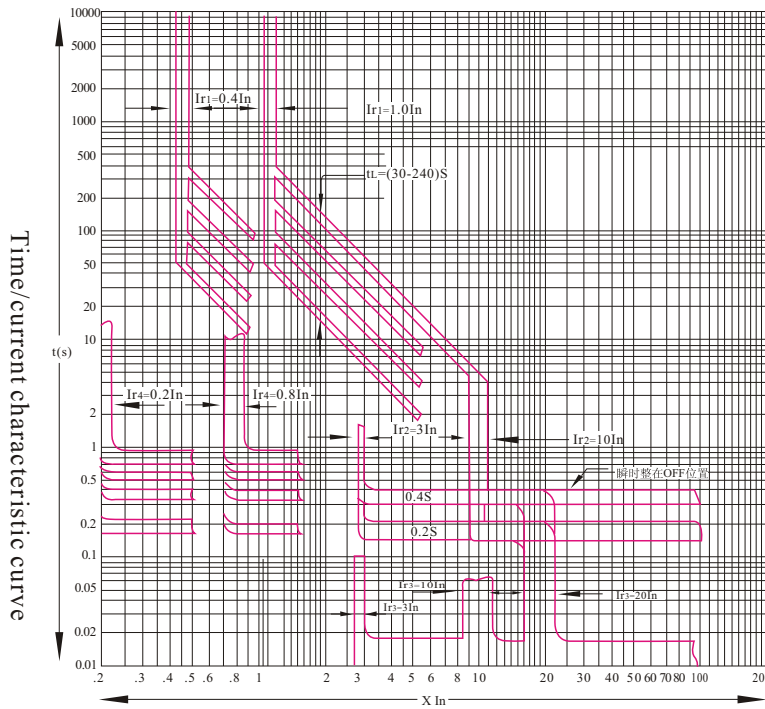 Time/current characteristic curve
t(s)
10000
5000
2000
1000
500
200
100
50
20
10
5
2
1
0.5
0.2
0.1
0.05
0.02
0.01
Ir1=0.4In
Ir1=1.0In
tL=(30-240)S
Ir4=0.2In
Ir4=0.8In
Ir2=3In
Ir2=10In
瞬时整在OFF位置
0.4S
0.2S
Ir3=10In
Ir3=3In
Ir3=20In
.2 .3 .4 .5 .6 .8 1 2 3 4 5 6 8 10 20 30 40 50 60 70 80 100 20
X In